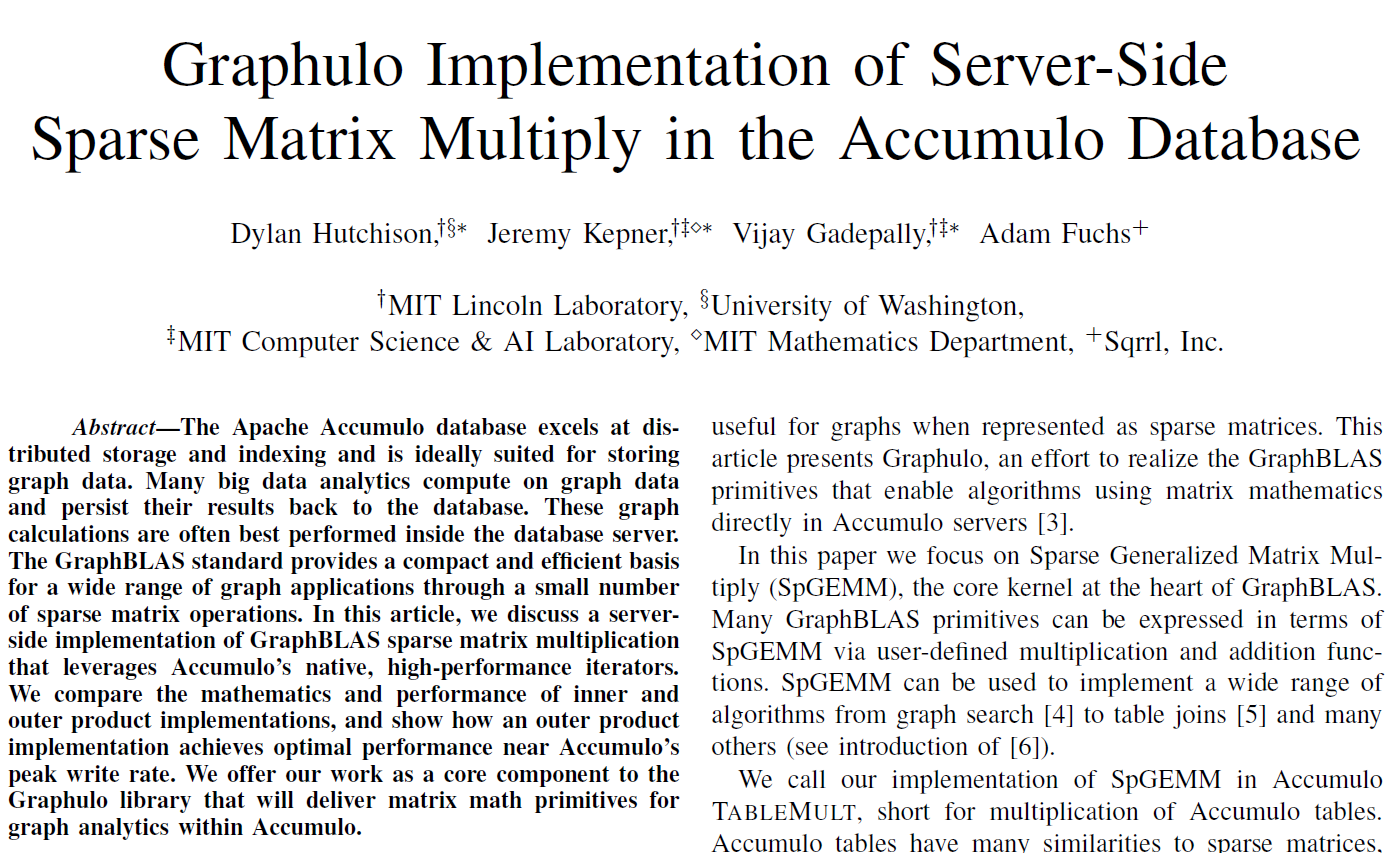 Graphulo Implementation of Server-Side
Sparse Matrix Multiply in the Accumulo Database
Dylan Hutchison,†§* Jeremy Kepner,†‡⋄* Vijay Gadepally,†‡* Adam Fuchs+
†MIT Lincoln Laboratory, §University of Washington,
‡MIT Computer Science & AI Laboratory, ⋄MIT Mathematics Department, +Sqrrl, Inc.
Abstract—The Apache Accumulo database excels at dis-
tributed storage and indexing and is ideally suited for storing
graph data. Many big data analytics compute on graph data
and persist their results back to the database. These graph
calculations are often best performed inside the database server.
The GraphBLAS standard provides a compact and efficient basis
for a wide range of graph applications through a small number
of sparse matrix operations. In this article, we discuss a server-
side implementation of GraphBLAS sparse matrix multiplication
that leverages Accumulo's native, high-performance iterators.
We compare the mathematics and performance of inner and
outer product implementations, and show how an outer product
implementation achieves optimal performance near Accumulo's
peak write rate. We offer our work as a core component to the
Graphulo library that will deliver matrix math primitives for
graph analytics within Accumulo.
useful for graphs when represented as sparse matrices. This
article presents Graphulo, an effort to realize the GraphBLAS
primitives that enable algorithms using matrix mathematics
directly in Accumulo servers [3].
In this paper we focus on Sparse Generalized Matrix Mul-
tiply (SpGEMM), the core kernel at the heart of GraphBLAS.
Many GraphBLAS primitives can be expressed in terms of
SpGEMM via user-defined multiplication and addition func-
tions. SpGEMM can be used to implement a wide range of
algorithms from graph search [4] to table joins [5] and many
others (see introduction of [6]).
We call our implementation of SpGEMM in Accumulo
TABLEMULT, short for multiplication of Accumulo tables.
Accumulo tables have many similarities to sparse matrices,